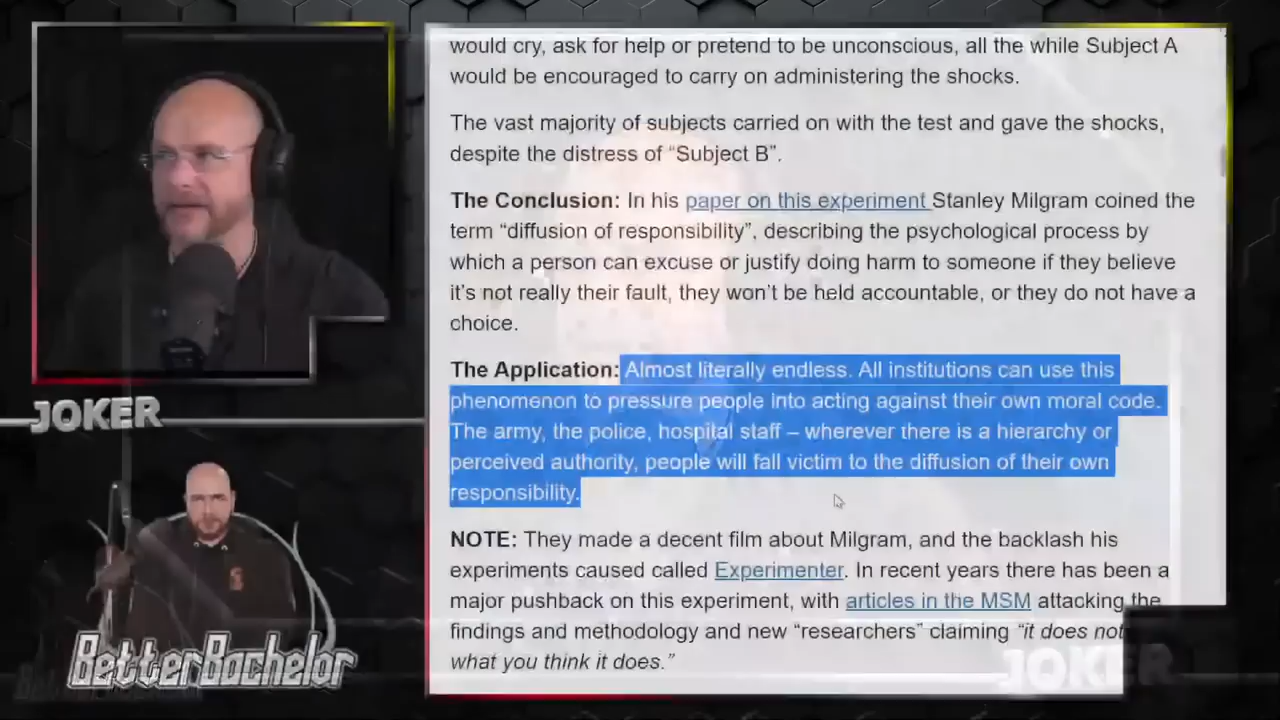 would cry, ask for help or pretend to be unconscious, all the while Subject A
would be encouraged to carry on administering the shocks.
The vast majority of subjects carried on with the test and gave the shocks,
despite the distress of “Subject B”.
The Conclusion: In his paper on this experiment Stanley Milgram coined the
term “diffusion of responsibility”, describing the psychological process by
which a person can excuse or justify doing harm to someone if they believe
it’s not really their fault, they won’t be held accountable, or they do not have a
choice.
The Application: Almost literally endless. All institutions can use this
phenomenon to pressure people into acting against their own moral code.
The army, the police, hospital staff – wherever there is a hierarchy or
perceived authority, people will fall victim to the diffusion of their own
responsibility.
NOTE: They made a decent film about Milgram, and the backlash his
experiments caused called Experimenter. In recent years there has been a
major pushback on this experiment, with articles in the MSM attacking the
findings and methodology and new “researchers” claiming “it does not
what you think it does.”
JOKER
BetterBachelor
JOKER